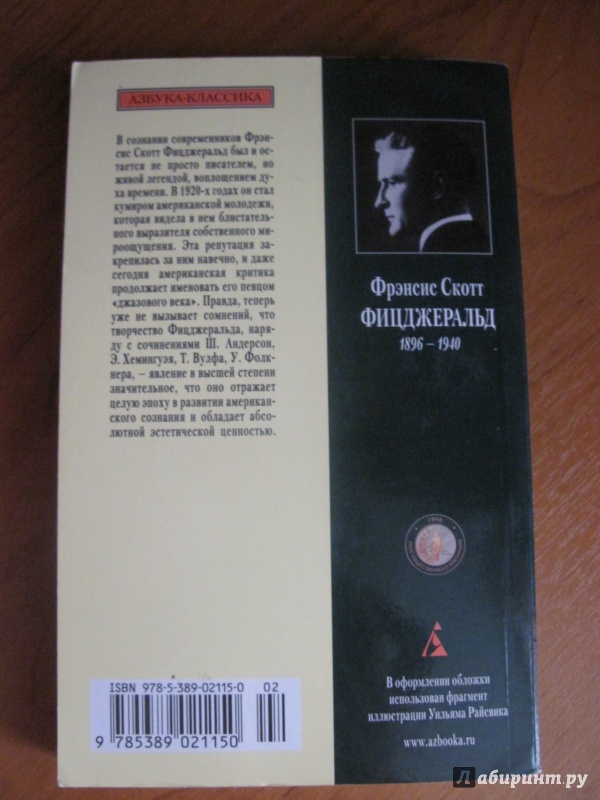 АЗБУКА-КЛАССИКА
В сознании современников Фрэн-
сис Скотт Фицджеральд был и ос-
тается не просто писателем, но
живой легендой, воплощением ду-
ха времени. В 1920-х годах он стал
кумиром американской молодежи,
которая видела в нем блистатель-
ного выразителя собственного ми-
роощущения. Эта репутация за-
крепилась за ним навечно, и даже
сегодня американская критика
продолжает именовать его певцом
«джазового века». Правда, теперь
уже не вызывает сомнений, что
творчество Фицджеральда, наря-
ду с сочинениями Ш. Андерсон,
Э. Хемингуэя, Т. Вулфа, У. Фолк-
нера, – явление в высшей степени
значительное, что оно отражает
целую эпоху в развитии американ-
ского сознания и обладает абсо-
лютной эстетической ценностью.
Фрэнсис Скотт
ФИЦДЖЕРАЛЬД
1896 – 1940
1998
В оформлении обложки
использован фрагмент
иллюстрации Уильяма Райсвика
www.azbooka.ru
ISBN 978-5-389-02115-0 02
9 785389 021150 >
лабиринт.ру